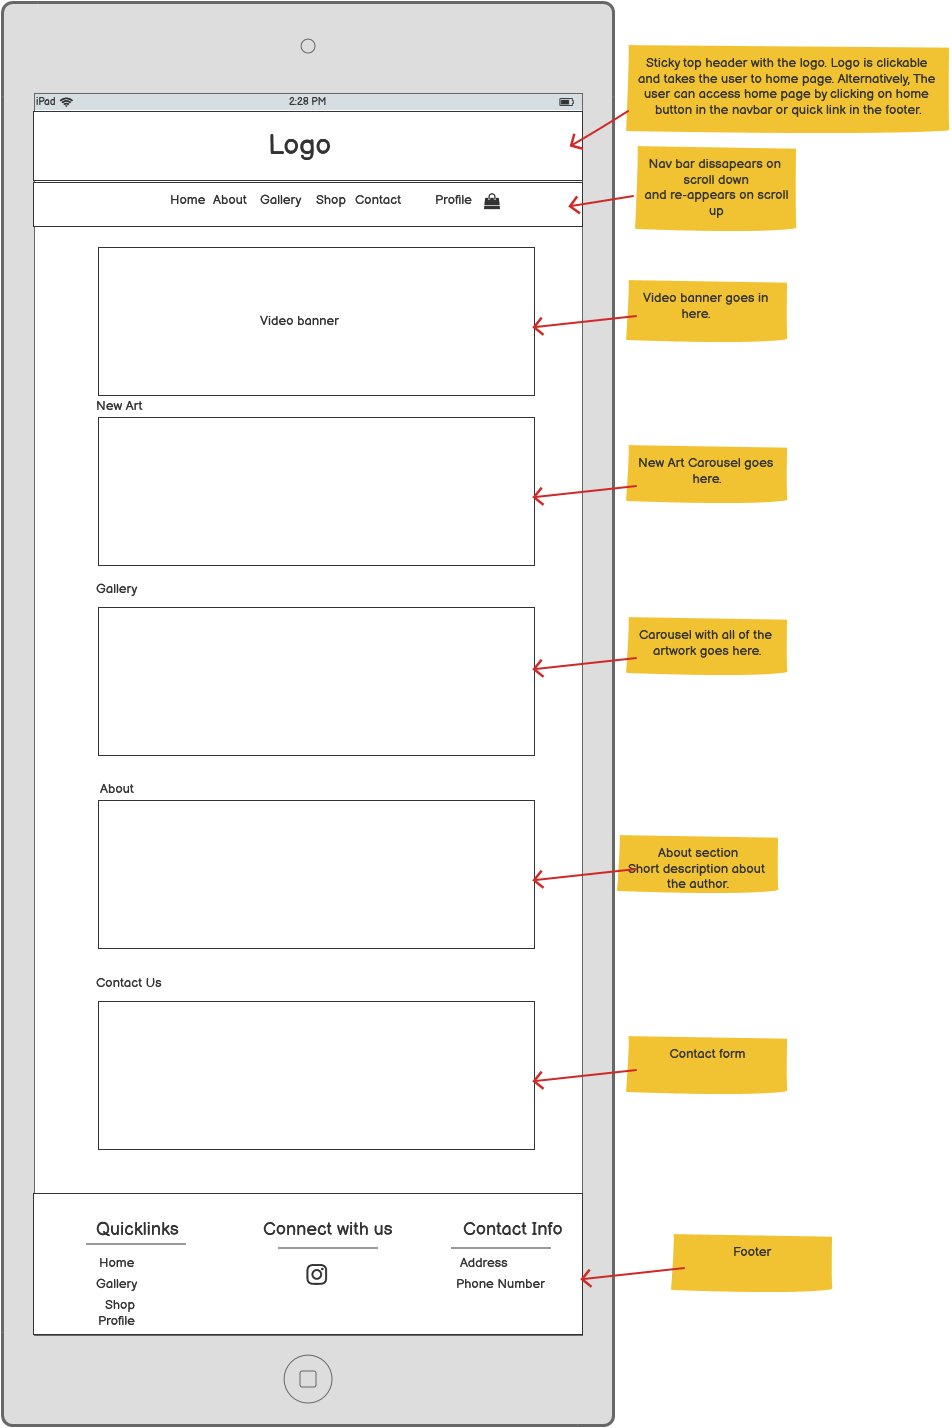 Sticky top header with the logo. Logo is clickable
and takes the user to home page. Alternatively, The
user can access home page by clicking on home
button in the navbar or quick link in the footer.
iPad 2:28 PM
Logo
Nav bar dissapears on
scroll down
and re-appears on scroll
up
Home About Gallery Shop Contact Profile
Video banner
Video banner goes in
here.
New Art
New Art Carousel goes
here.
Gallery
Carousel with all of the
artwork goes here.
About
About section
Short description about
the author.
Contact Us
Contact form
Quicklinks Connect with us Contact Info
Home Address
Gallery Phone Number
Shop
Profile
Footer